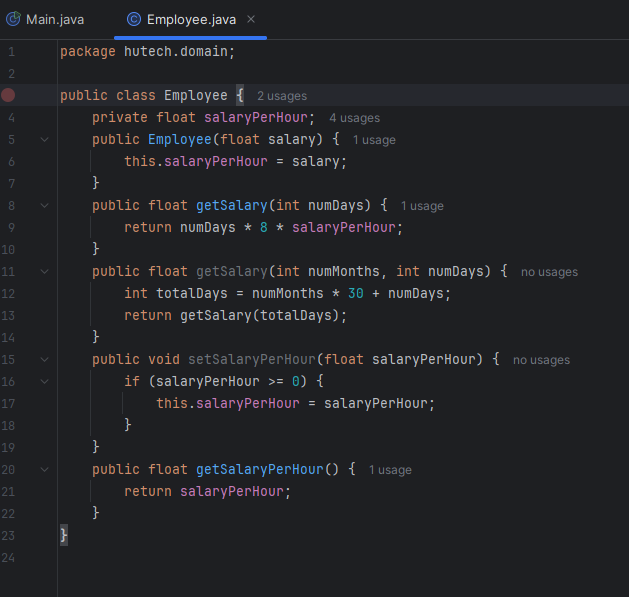 Main.java Employee.java
1 package hutech.domain;
2
public class Employee { 2 usages
4 private float salaryPerHour; 4 usages
5 public Employee(float salary) { 1 usage
6 this.salaryPerHour = salary;
7 }
8 public float getSalary(int numDays) { 1 usage
9 return numDays * 8 * salaryPerHour;
10 }
11 public float getSalary(int numMonths, int numDays) { no usages
12 int totalDays = numMonths * 30 + numDays;
13 return getSalary(totalDays);
14 }
15 public void setSalaryPerHour(float salaryPerHour) { no usages
16 if (salaryPerHour >= 0) {
17 this.salaryPerHour = salaryPerHour;
18 }
19 }
20 public float getSalaryPerHour() { 1 usage
21 return salaryPerHour;
22 }
23 }
24